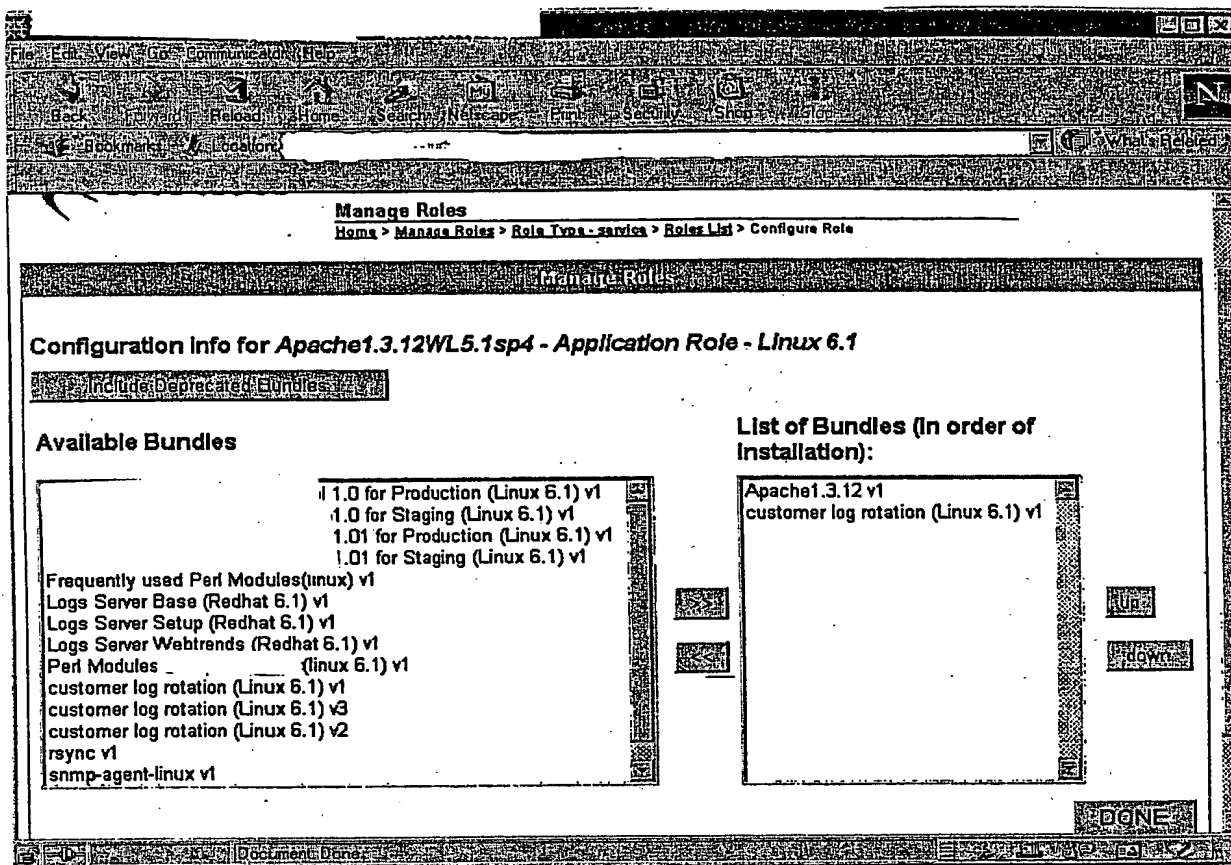 File Edit View Go Communicator Help
Back Forward Reload Home Search Netscape Print Security Shop Stop
Bookmarks Location: What's Related
Manage Roles
Home > Manage Roles > Role Type - service > Roles List > Configure Role
Manage Roles
Configuration info for Apache1.3.12WL5.1sp4 - Application Role - Linux 6.1
Include Deprecated Bundles
Available Bundles
List of Bundles (in order of installation):
1.0 for Production (Linux 6.1) v1
1.0 for Staging (Linux 6.1) v1
1.01 for Production (Linux 6.1) v1
1.01 for Staging (Linux 6.1) v1
Frequently used Perl Modules(linux) v1
Logs Server Base (Redhat 6.1) v1
Logs Server Setup (Redhat 6.1) v1
Logs Server Webtrends (Redhat 6.1) v1
Perl Modules (linux 6.1) v1
customer log rotation (Linux 6.1) v1
customer log rotation (Linux 6.1) v3
customer log rotation (Linux 6.1) v2
rsync v1
snmp-agent-linux v1
>>
<<
Apache1.3.12 v1
customer log rotation (Linux 6.1) v1
Up
down
DONE
Document: Done